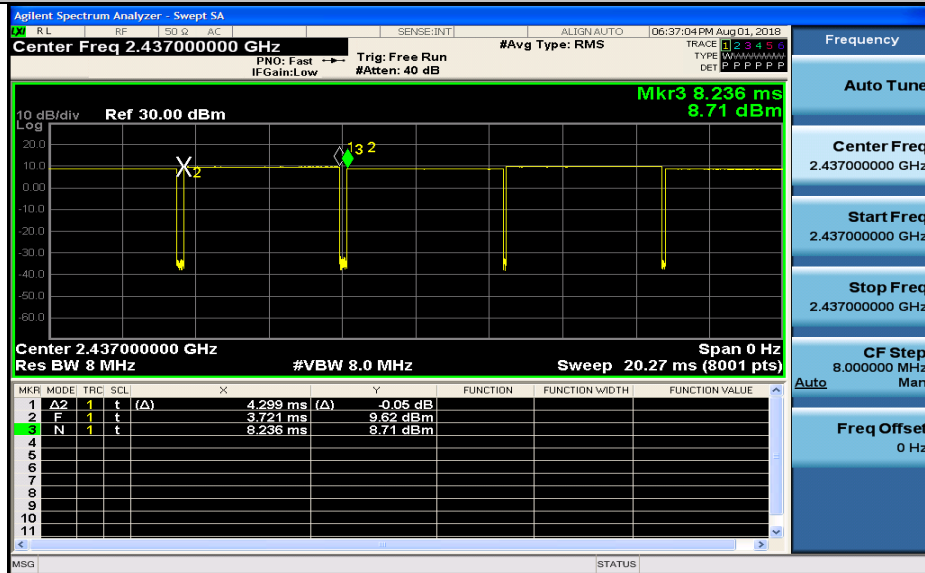 Agilent Spectrum Analyzer - Swept SA
LXI RL RF 50 Ω AC SENSE:INT ALIGN AUTO 06:37:04 PM Aug 01, 2018
Center Freq 2.437000000 GHz #Avg Type: RMS TRACE 1 2 3 4 5 6
PNO: Fast Trig: Free Run TYPE WWWWWW
IFGain:Low #Atten: 40 dB DET P P P P P P
Mkr3 8.236 ms
10 dB/div Ref 30.00 dBm 8.71 dBm
Log
20.0
10.0
0.00
-10.0
-20.0
-30.0
-40.0
-50.0
-60.0
2
1 3 2
Center 2.437000000 GHz Span 0 Hz
Res BW 8 MHz #VBW 8.0 MHz Sweep 20.27 ms (8001 pts)
MKR MODE TRC SCL X Y FUNCTION FUNCTION WIDTH FUNCTION VALUE
1 Δ2 1 t (Δ) 4.299 ms (Δ) -0.05 dB
2 F 1 t 3.721 ms 9.62 dBm
3 N 1 t 8.236 ms 8.71 dBm
4
5
6
7
8
9
10
11
MSG STATUS
Frequency
Auto Tune
Center Freq
2.437000000 GHz
Start Freq
2.437000000 GHz
Stop Freq
2.437000000 GHz
CF Step
8.000000 MHz
Auto Man
Freq Offset
0 Hz